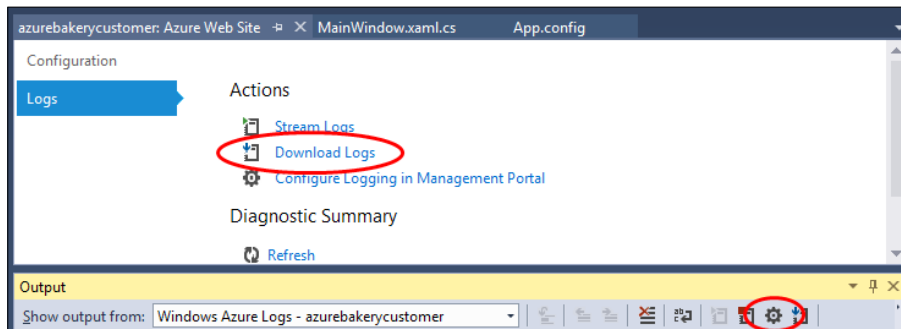 azurebakerycustomer: Azure Web Site MainWindow.xaml.cs App.config
Configuration
Logs
Actions
Stream Logs
Download Logs
Configure Logging in Management Portal
Diagnostic Summary
Refresh
Output
Show output from: Windows Azure Logs - azurebakerycustomer